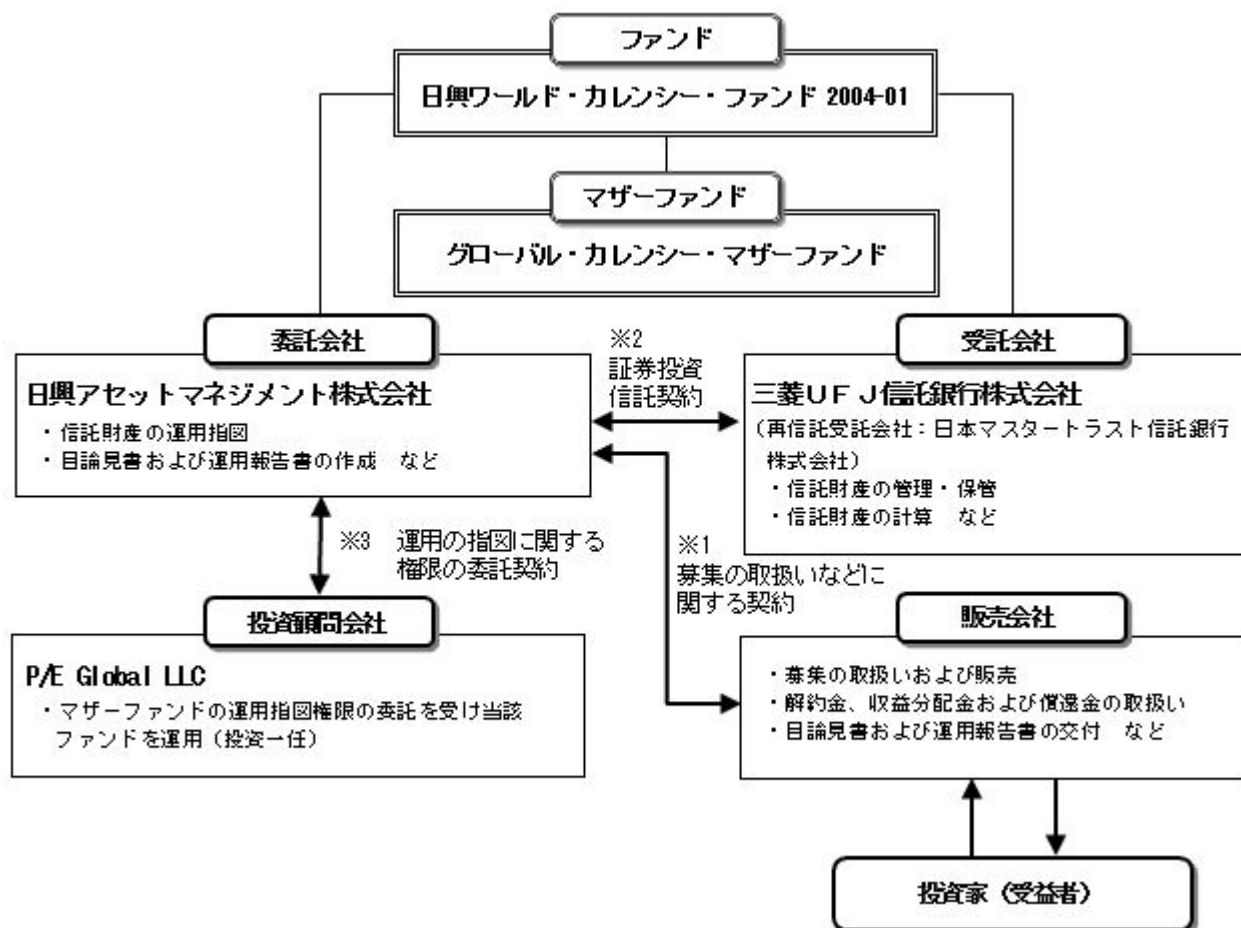 ファンド
日興ワールド・カレンシー・ファンド 2004-01
マザーファンド
グローバル・カレンシー・マザーファンド
委託会社
日興アセットマネジメント株式会社
・信託財産の運用指図
・目論見書および運用報告書の作成 など
※2
証券投資
信託契約
受託会社
三菱UFJ信託銀行株式会社
(再信託受託会社:日本マスタートラスト信託銀行
株式会社)
・信託財産の管理・保管
・信託財産の計算 など
※3 運用の指図に関する
権限の委託契約
※1
募集の取扱いなどに
関する契約
投資顧問会社
P/E Global LLC
・マザーファンドの運用指図権限の委託を受け当該
ファンドを運用(投資一任)
販売会社
・募集の取扱いおよび販売
・解約金、収益分配金および償還金の取扱い
・目論見書および運用報告書の交付 など
投資家(受益者)